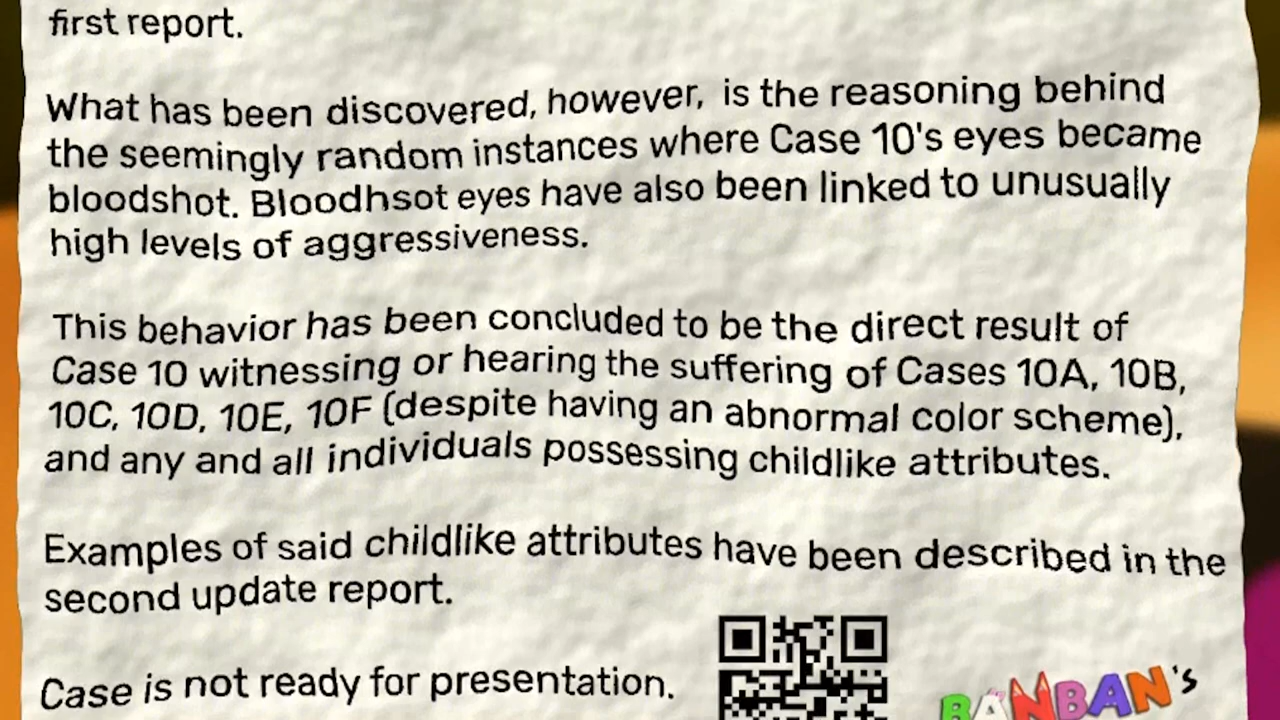 first report.
What has been discovered, however, is the reasoning behind
the seemingly random instances where Case 10's eyes became
bloodshot. Bloodhsot eyes have also been linked to unusually
high levels of aggressiveness.
This behavior has been concluded to be the direct result of
Case 10 witnessing or hearing the suffering of Cases 10A, 10B,
10C, 10D, 10E, 10F (despite having an abnormal color scheme),
and any and all individuals possessing childlike attributes.
Examples of said childlike attributes have been described in the
second update report.
Case is not ready for presentation.
BANBAN's